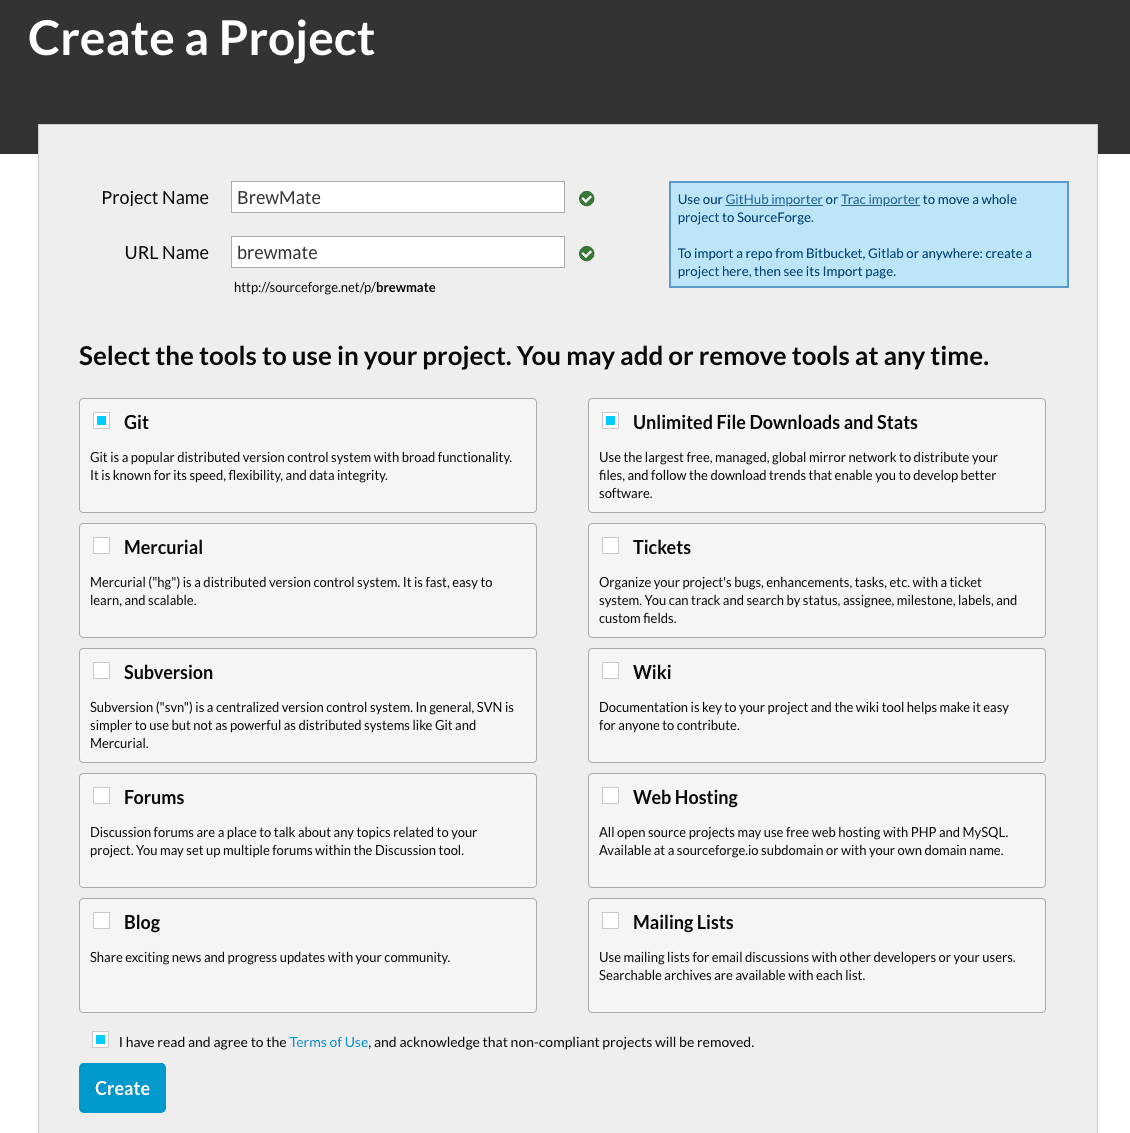 Create a Project
Project Name
BrewMate
URL Name
brewmate
http://sourceforge.net/p/brewmate
Use our GitHub importer or Trac importer to move a whole
project to SourceForge.
To import a repo from Bitbucket, Gitlab or anywhere: create a
project here, then see its Import page.
Select the tools to use in your project. You may add or remove tools at any time.
Git
Git is a popular distributed version control system with broad functionality.
It is known for its speed, flexibility, and data integrity.
Unlimited File Downloads and Stats
Use the largest free, managed, global mirror network to distribute your
files, and follow the download trends that enable you to develop better
software.
Mercurial
Mercurial ("hg") is a distributed version control system. It is fast, easy to
learn, and scalable.
Tickets
Organize your project's bugs, enhancements, tasks, etc. with a ticket
system. You can track and search by status, assignee, milestone, labels, and
custom fields.
Subversion
Subversion ("svn") is a centralized version control system. In general, SVN is
simpler to use but not as powerful as distributed systems like Git and
Mercurial.
Wiki
Documentation is key to your project and the wiki tool helps make it easy
for anyone to contribute.
Forums
Discussion forums are a place to talk about any topics related to your
project. You may set up multiple forums within the Discussion tool.
Web Hosting
All open source projects may use free web hosting with PHP and MySQL.
Available at a sourceforge.io subdomain or with your own domain name.
Blog
Share exciting news and progress updates with your community.
Mailing Lists
Use mailing lists for email discussions with other developers or your users.
Searchable archives are available with each list.
I have read and agree to the Terms of Use, and acknowledge that non-compliant projects will be removed.
Create